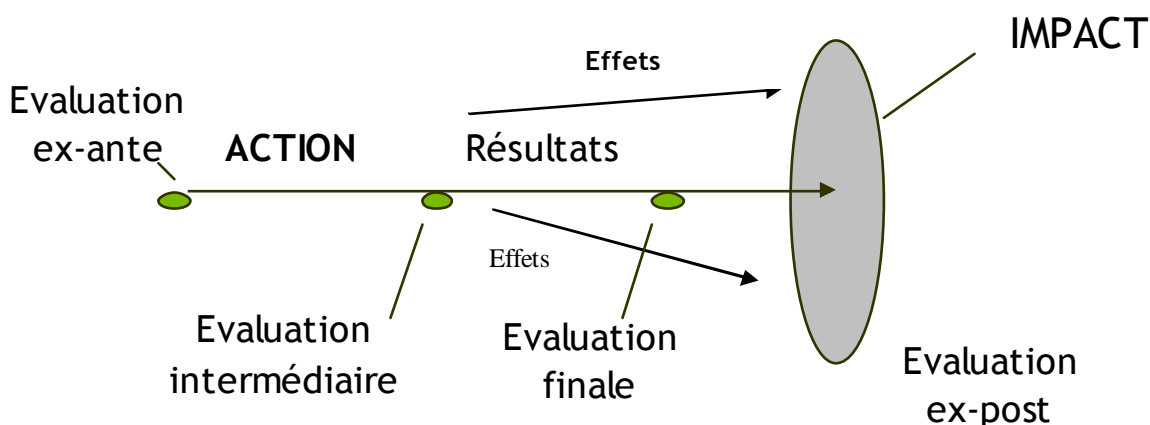 IMPACT
Effets
Evaluation
ex-ante
ACTION
Résultats
Effets
Evaluation
intermédiaire
Evaluation
finale
Evaluation
ex-post